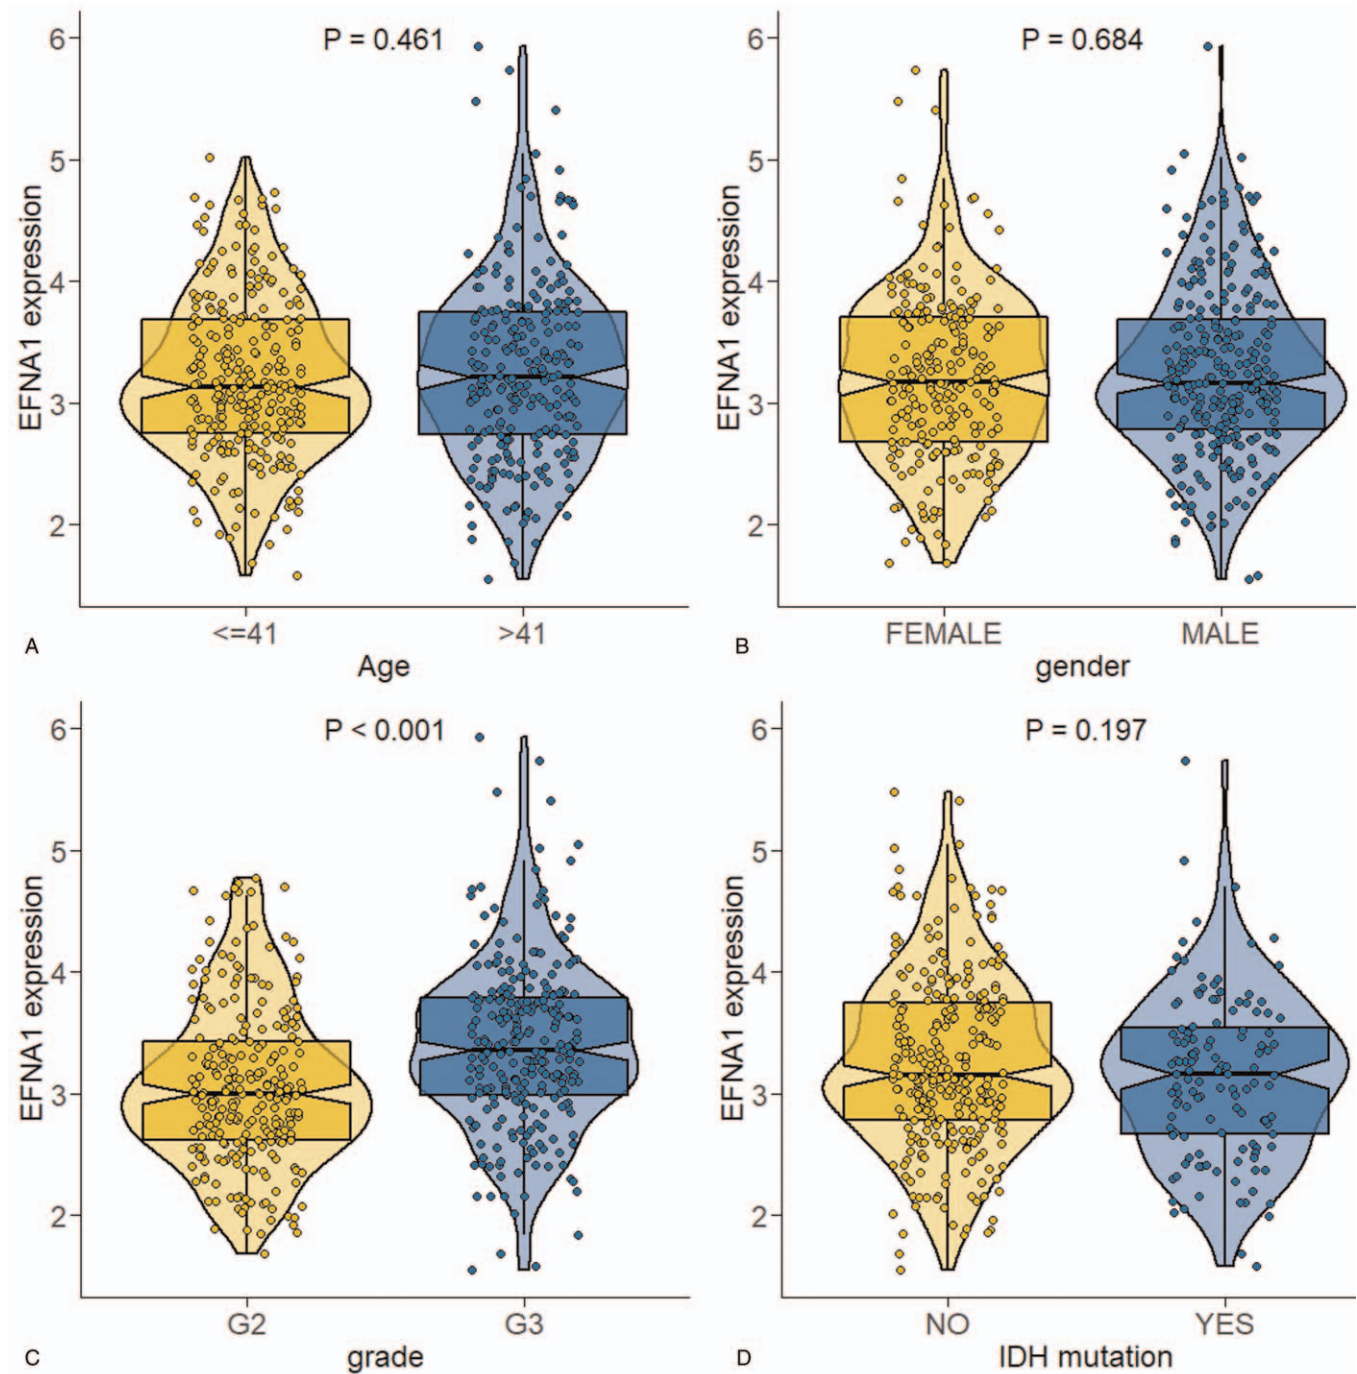 P = 0.461
6
5
4
3
2
EFNA1 expression
<=41 >41
A
Age
P = 0.684
6
5
4
3
2
EFNA1 expression
FEMALE MALE
B
gender
P < 0.001
6
5
4
3
2
EFNA1 expression
G2 G3
C
grade
P = 0.197
6
5
4
3
2
EFNA1 expression
NO YES
D
IDH mutation